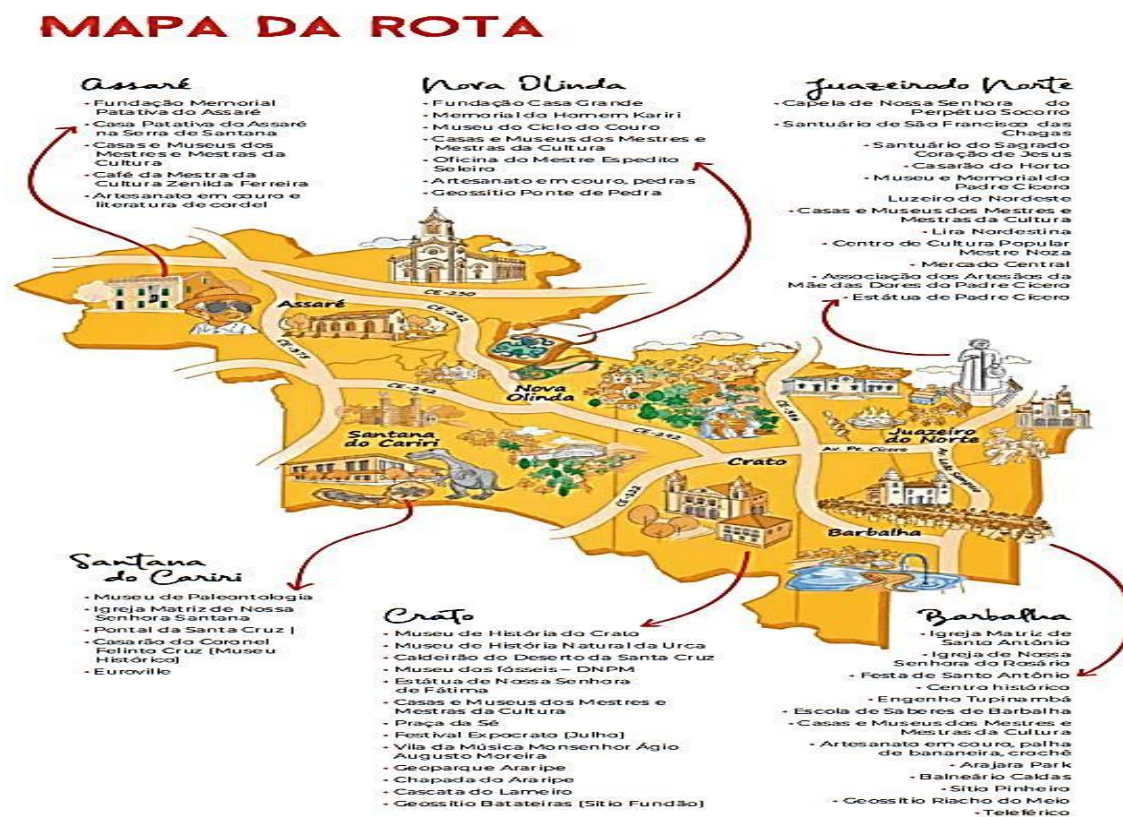 MAPA DA ROTA
Assaré
- Fundação Memorial
Patativa do Assaré
- Casa Patativa do Assaré
na Serra de Santana
- Casas e Museus dos
Mestres e Mestras da
Cultura
- Café da Mestra da
Cultura Zenilda Ferreira
- Artesanato em couro e
literatura de cordel
Nova Olinda
- Fundação Casa Grande
- Memorial do Homem Kariri
- Museu do Ciclo do Couro
- Casas e Museus dos Mestres e
Mestras da Cultura
- Oficina do Mestre Espedito
Seleiro
- Artesanato em couro, pedras
- Geossítio Ponte de Pedra
Juazeirado Norte
- Capela de Nossa Senhora do
Perpétuo Socorro
- Santuário de São Francisco das
Chagas
- Santuário do Sagrado
Coração de Jesus
- Casarão do Horto
- Museu e Memorial do
Padre Cícero
Luzeiro do Nordeste
- Casas e Museus dos Mestres e
Mestras da Cultura
- Lira Nordestina
- Centro de Cultura Popular
Mestre Noza
- Mercado Central
- Associação dos Artesãos da
Mãe das Dores do Padre Cícero
- Estátua de Padre Cícero
CE-230
Assaré
CE-292
CE-375
CE-292
Nova
Olinda
Santana
do Cariri
CE-292
Crato
Juazeiro
do Norte
Av. Pe. Cícero
Barbalha
Santana
do Cariri
- Museu de Paleontologia
- Igreja Matriz de Nossa
Senhora Santana
- Pontal da Santa Cruz |
- Casarão do Coronel
Felinto Cruz (Museu
Histórico)
- Euroville
Crato
- Museu de História do Crato
- Museu de História Natural da Urca
- Caldeirão do Deserto da Santa Cruz
- Museu dos fósseis – DNPM
- Estátua de Nossa Senhora
de Fátima
- Casas e Museus dos Mestres e
Mestras da Cultura
- Praça da Sé
- Festival Expocrato (Julho)
- Vila da Música Monsenhor Ágio
Augusto Moreira
- Geoparque Araripe
- Chapada do Araripe
- Cascata do Lameiro
- Geossítio Batateiras (Sítio Fundão)
Barbalha
- Igreja Matriz de
Santo Antônio
- Igreja de Nossa
Senhora do Rosário
- Festa de Santo Antônio
- Centro histórico
- Engenho Tupinambá
- Escola de Saberes de Barbalha
- Casas e Museus dos Mestres e
Mestras da Cultura
- Artesanato em couro, palha
de bananeira, crochê
- Arajara Park
- Balneário Caldas
- Sítio Pinheiro
- Geossítio Riacho do Meio
- Teleférico